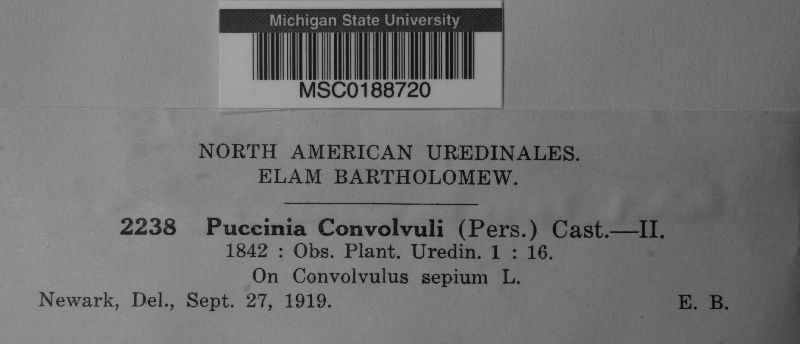 Michigan State University
MSC0188720
NORTH AMERICAN UREDINALES.
ELAM BARTHOLOMEW.
2238 Puccinia Convolvuli (Pers.) Cast.—II.
1842 : Obs. Plant. Uredin. 1 : 16.
On Convolvulus sepium L.
Newark, Del., Sept. 27, 1919. E. B.